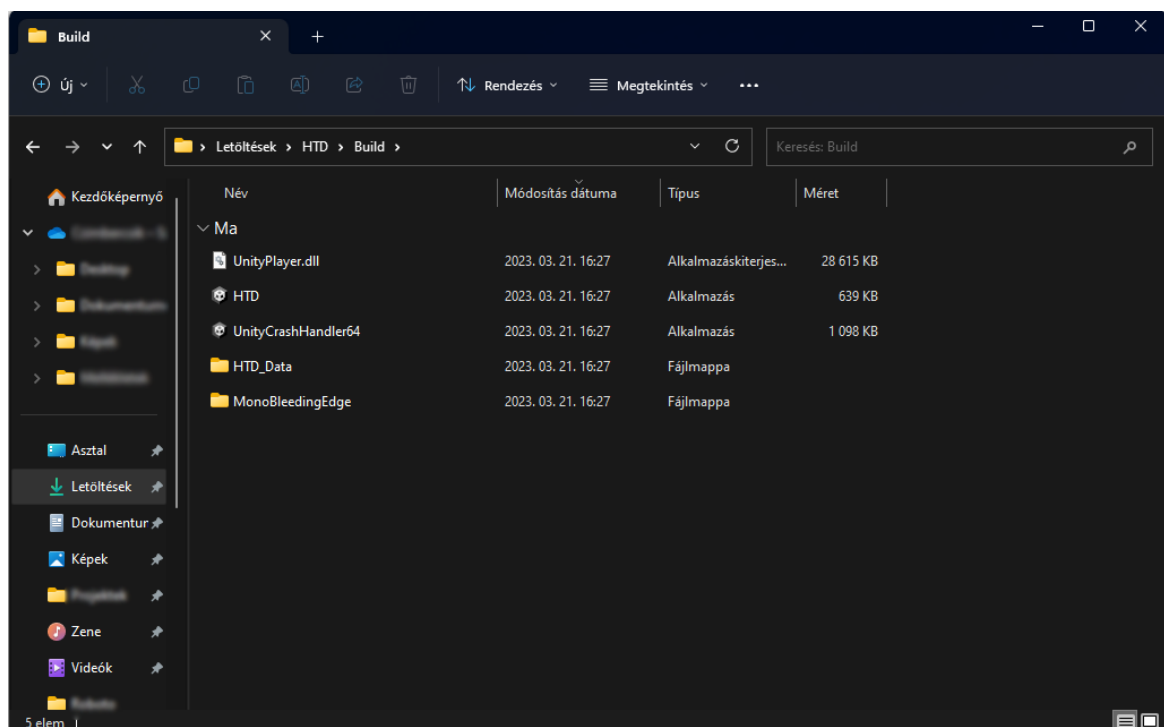 Build
Új
Rendezés
Megtekintés
Letöltések > HTD > Build >
Keresés: Build
Kezdőképernyő
Név Módosítás dátuma Típus Méret
Ma
UnityPlayer.dll 2023. 03. 21. 16:27 Alkalmazáskiterjes... 28 615 KB
HTD 2023. 03. 21. 16:27 Alkalmazás 639 KB
UnityCrashHandler64 2023. 03. 21. 16:27 Alkalmazás 1 098 KB
HTD_Data 2023. 03. 21. 16:27 Fájlmappa
MonoBleedingEdge 2023. 03. 21. 16:27 Fájlmappa
Asztal
Letöltések
Dokumentur
Képek
Zene
Videók
5 elem